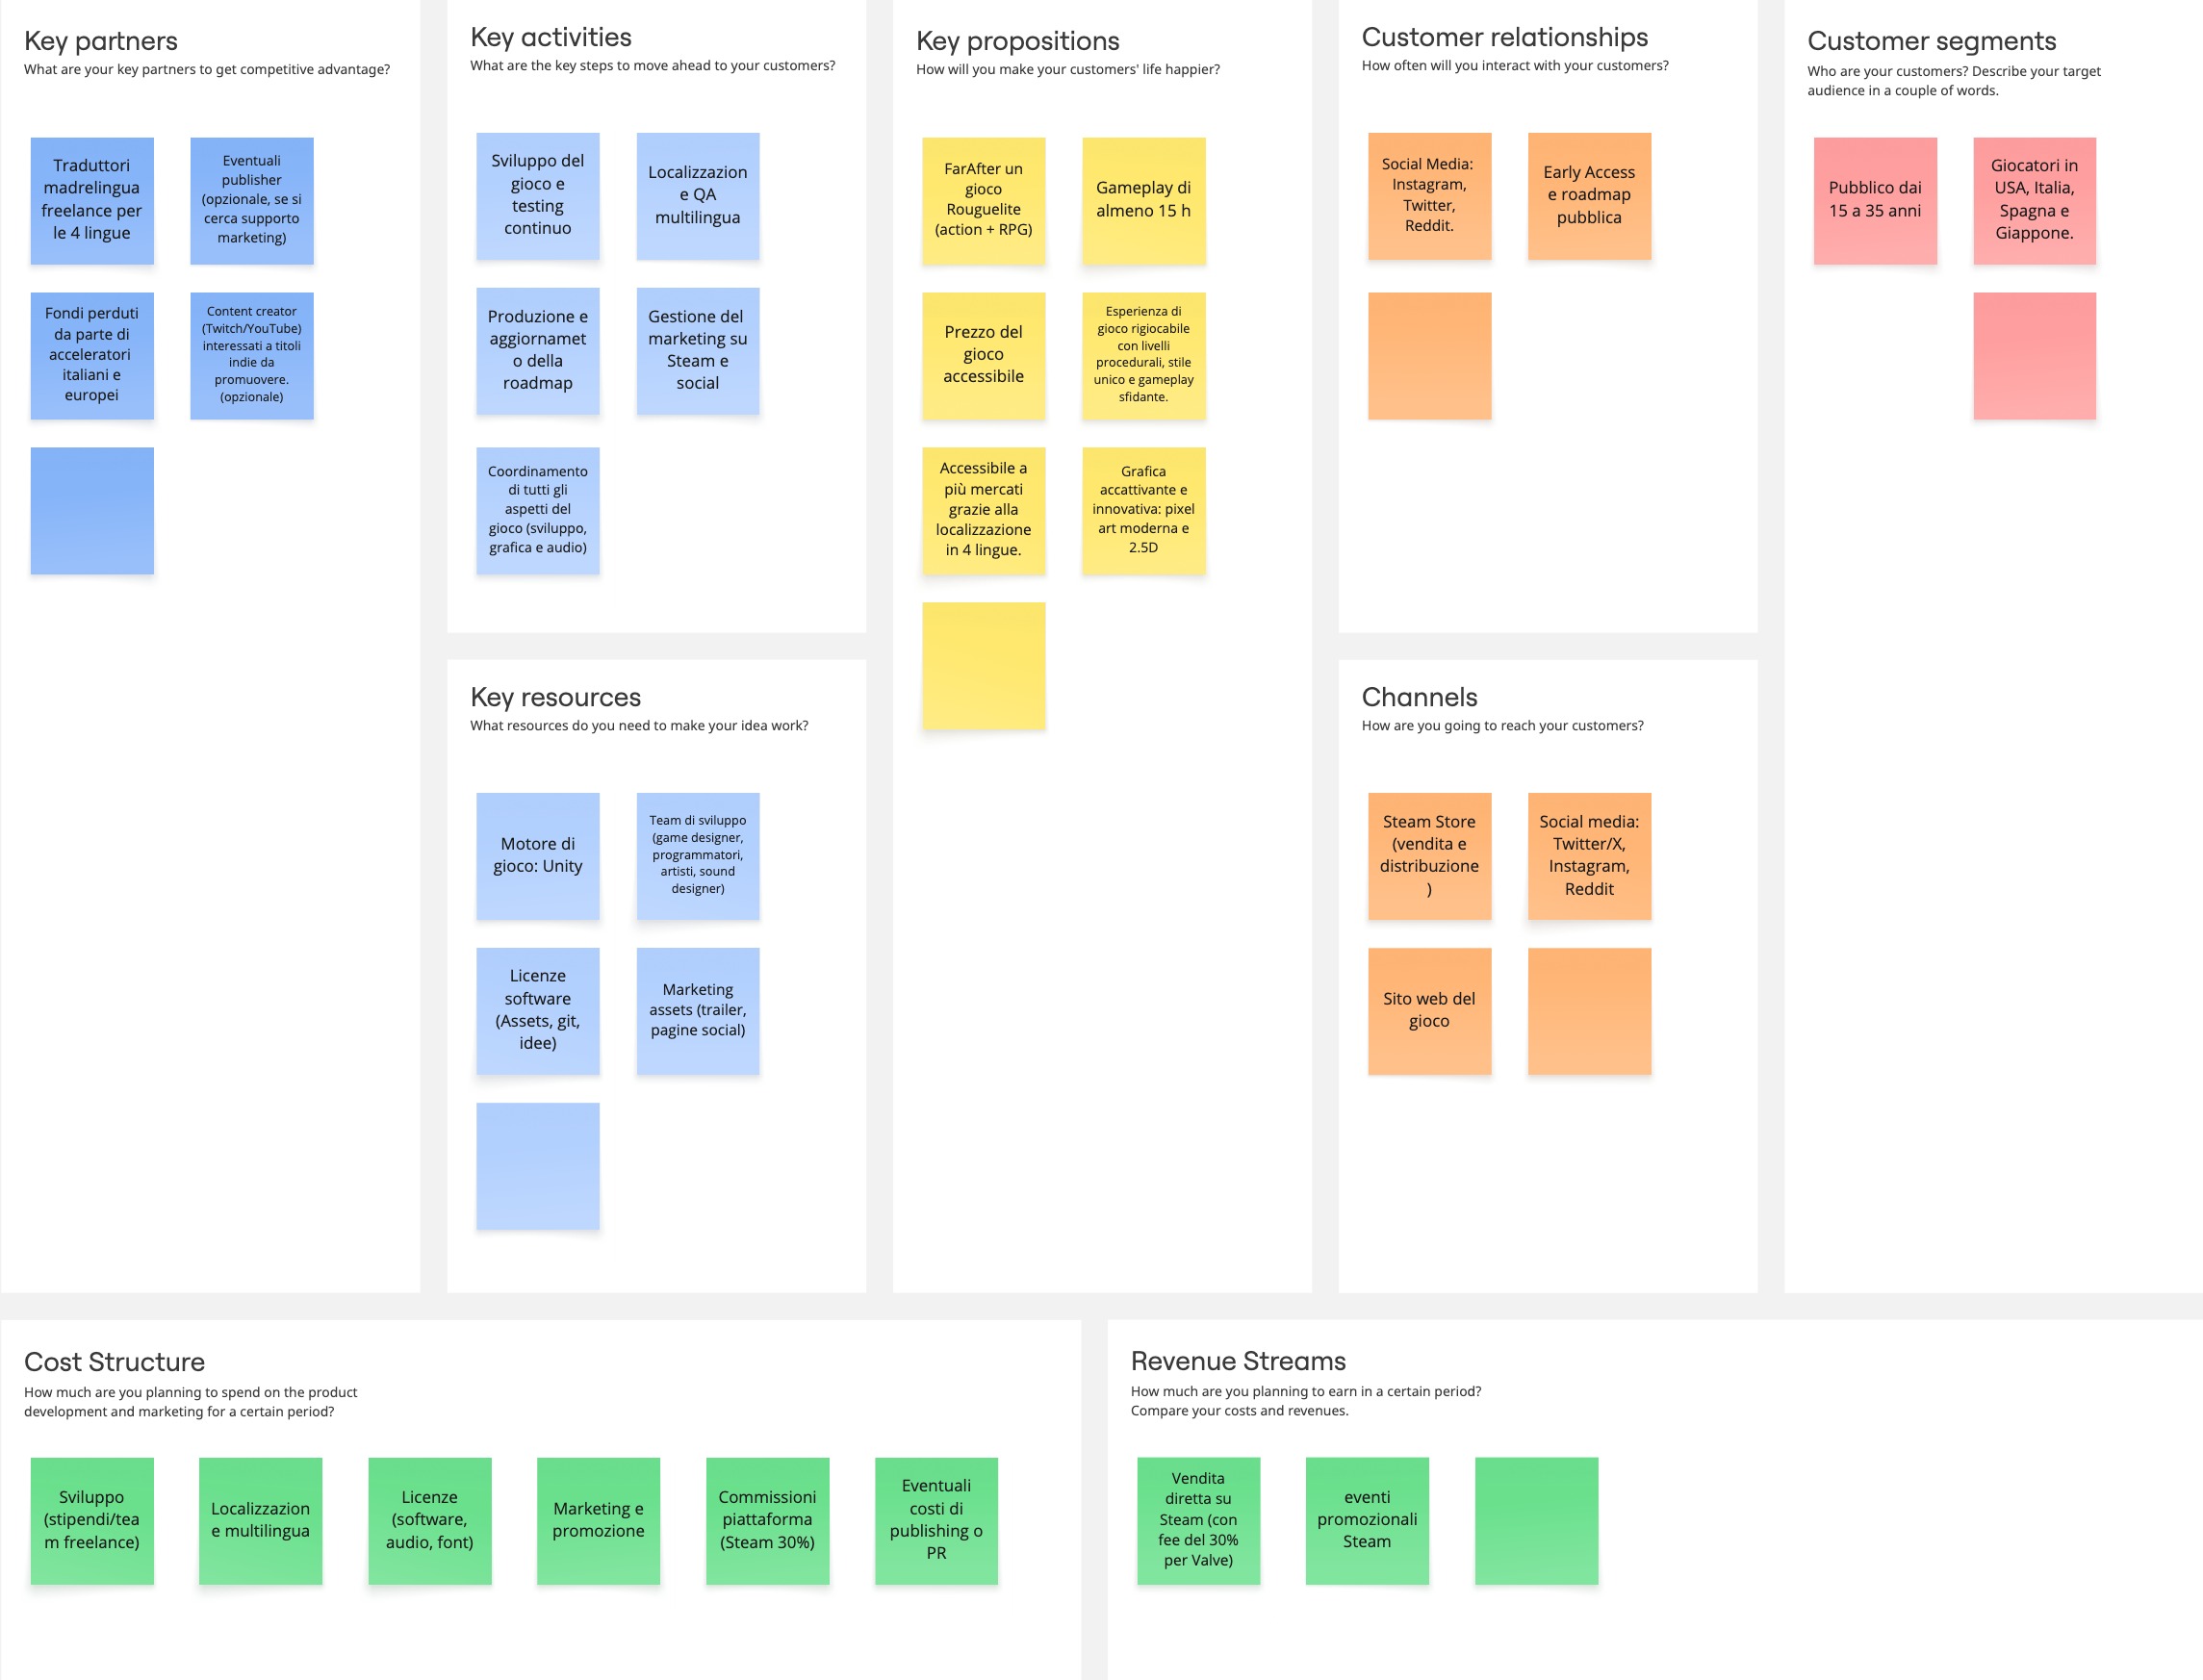 Key partners
What are your key partners to get competitive advantage?
Traduttori
madrelingua
freelance per
le 4 lingue
Eventuali
publisher
(opzionale, se si
cerca supporto
marketing)
Fondi perduti
da parte di
acceleratori
italiani e
europei
Content creator
(Twitch/YouTube)
interessati a titoli
indie da
promuovere.
(opzionale)
Key activities
What are the key steps to move ahead to your customers?
Sviluppo del
gioco e
testing
continuo
Localizzazion
e QA
multilingua
Produzione e
aggiornamet
o della
roadmap
Gestione del
marketing su
Steam e
social
Coordinamento
di tutti gli
aspetti del
gioco (sviluppo,
grafica e audio)
Key resources
What resources do you need to make your idea work?
Motore di
gioco: Unity
Team di sviluppo
(game designer,
programmatori,
artisti, sound
designer)
Licenze
software
(Assets, git,
idee)
Marketing
assets (trailer,
pagine social)
Key propositions
How will you make your customers' life happier?
FarAfter un
gioco
Rouguelite
(action + RPG)
Gameplay di
almeno 15 h
Prezzo del
gioco
accessibile
Esperienza di
gioco rigiocabile
con livelli
procedurali, stile
unico e gameplay
sfidante.
Accessibile a
più mercati
grazie alla
localizzazione
in 4 lingue.
Grafica
accattivante e
innovativa: pixel
art moderna e
2.5D
Customer relationships
How often will you interact with your customers?
Social Media:
Instagram,
Twitter,
Reddit.
Early Access
e roadmap
pubblica
Channels
How are you going to reach your customers?
Steam Store
(vendita e
distribuzione
)
Social media:
Twitter/X,
Instagram,
Reddit
Sito web del
gioco
Customer segments
Who are your customers? Describe your target
audience in a couple of words.
Pubblico dai
15 a 35 anni
Giocatori in
USA, Italia,
Spagna e
Giappone.
Cost Structure
How much are you planning to spend on the product
development and marketing for a certain period?
Sviluppo
(stipendi/tea
m freelance)
Localizzazion
e multilingua
Licenze
(software,
audio, font)
Marketing e
promozione
Commissioni
piattaforma
(Steam 30%)
Eventuali
costi di
publishing o
PR
Revenue Streams
How much are you planning to earn in a certain period?
Compare your costs and revenues.
Vendita
diretta su
Steam (con
fee del 30%
per Valve)
eventi
promozionali
Steam